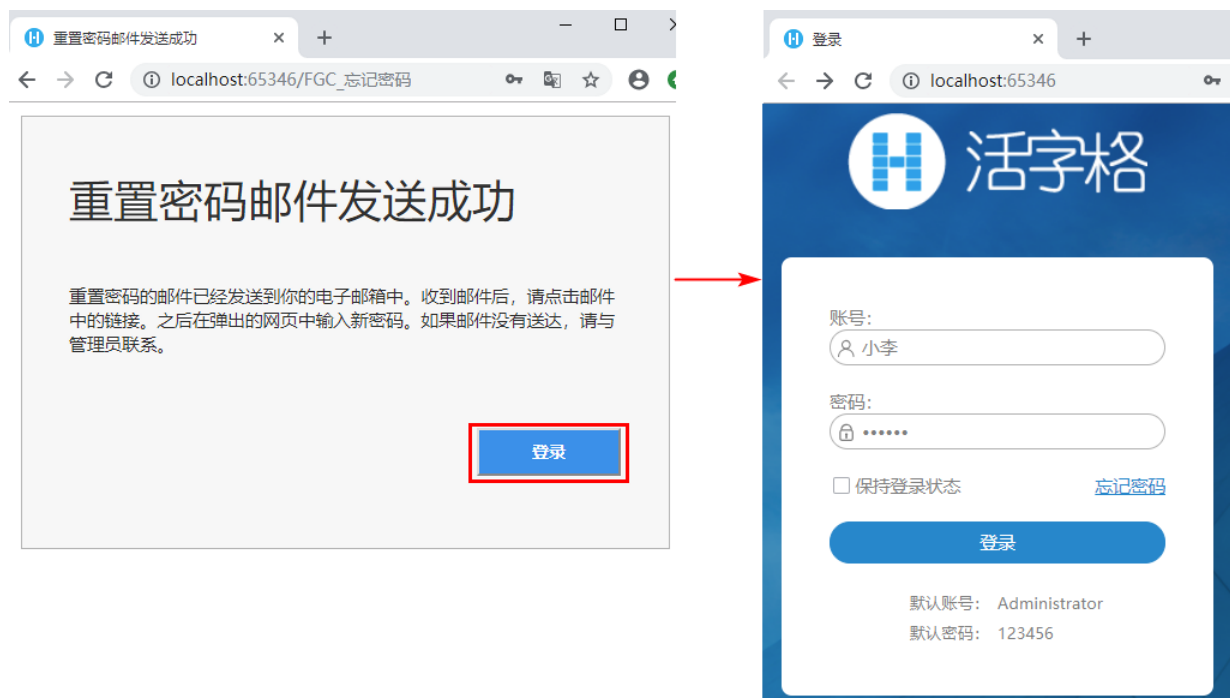 重置密码邮件发送成功
localhost:65346/FGC_忘记密码
重置密码邮件发送成功
重置密码的邮件已经发送到你的电子邮箱中。收到邮件后，请点击邮件
中的链接。之后在弹出的网页中输入新密码。如果邮件没有送达，请与
管理员联系。
登录
登录
localhost:65346
活字格
账号:
小李
密码:
••••••
保持登录状态
忘记密码
登录
默认账号: Administrator
默认密码: 123456